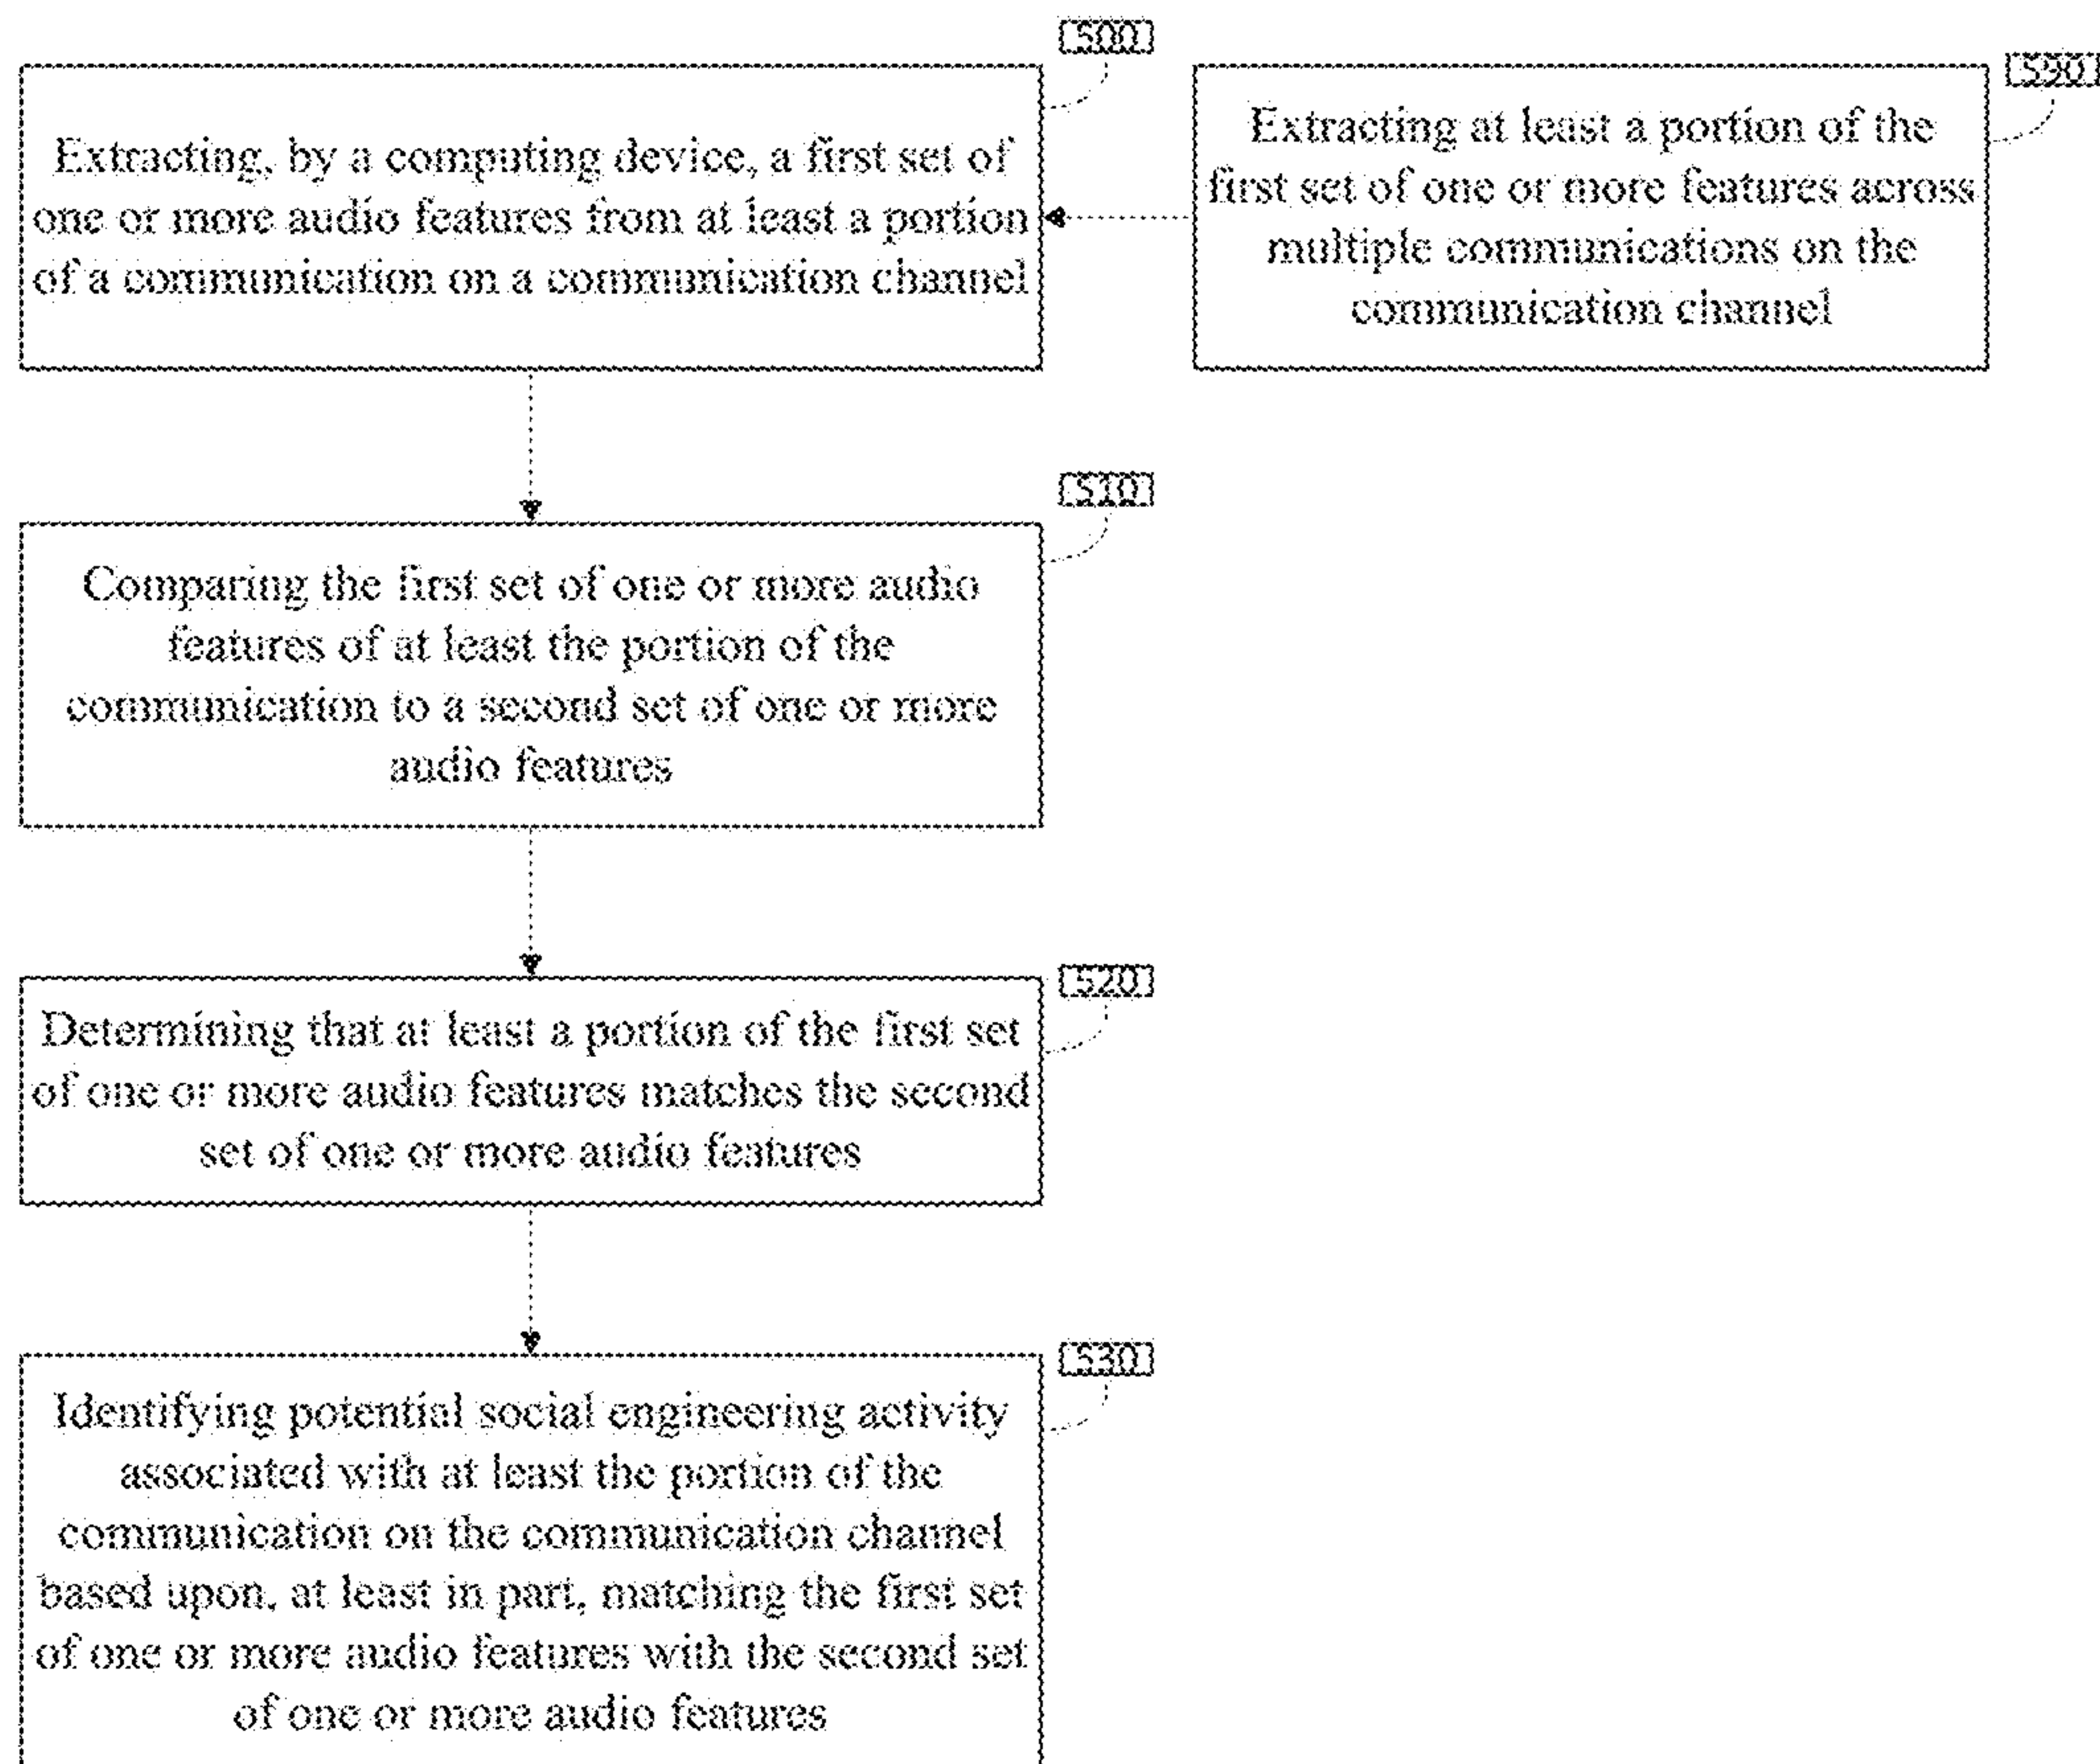 500
Extracting, by a computing device, a first set of
one or more audio features from at least a portion
of a communication on a communication channel
590
Extracting at least a portion of the
first set of one or more features across
multiple communications on the
communication channel
510
Comparing the first set of one or more audio
features of at least the portion of the
communication to a second set of one or more
audio features
520
Determining that at least a portion of the first set
of one or more audio features matches the second
set of one or more audio features
530
Identifying potential social engineering activity
associated with at least the portion of the
communication on the communication channel
based upon, at least in part, matching the first set
of one or more audio features with the second set
of one or more audio features